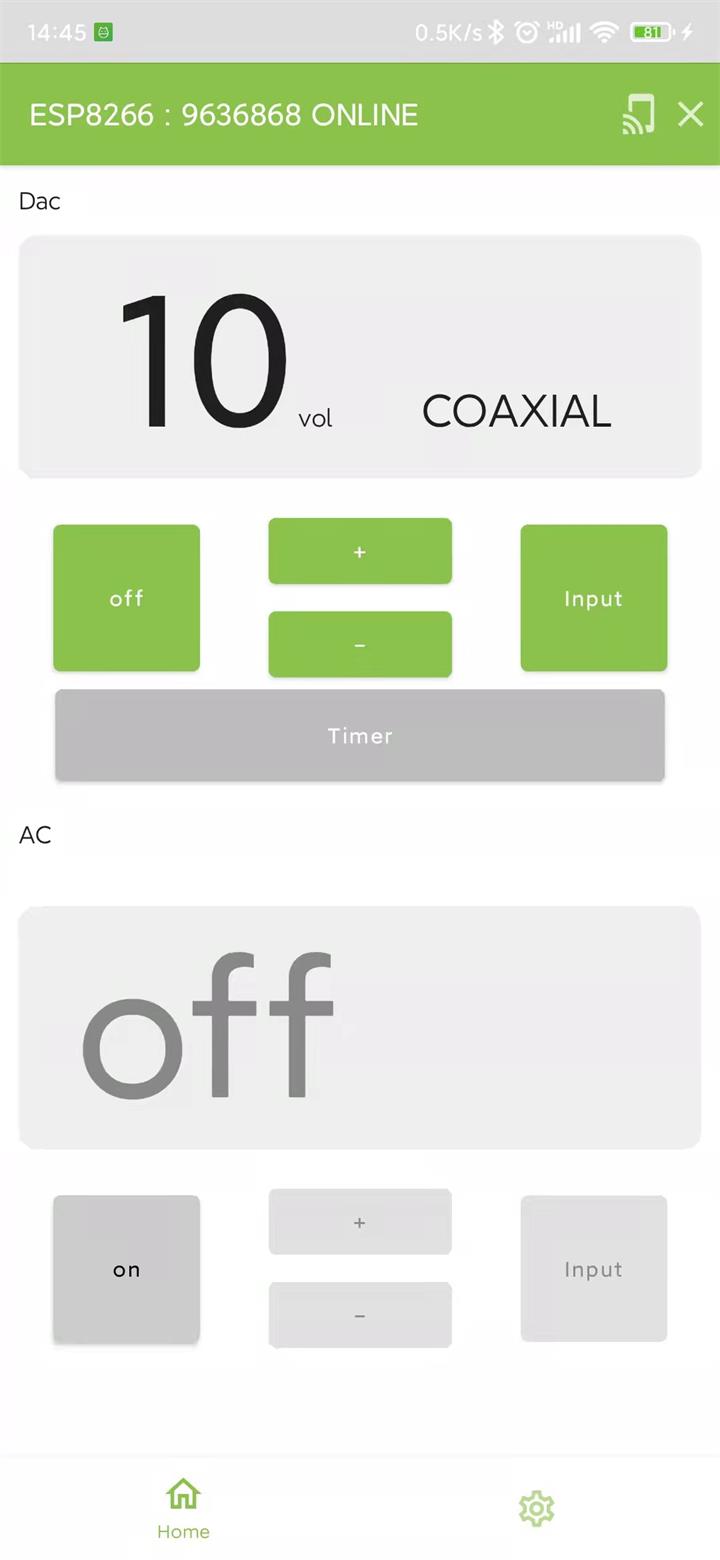 14:45 0.5K/s HD 81
ESP8266 : 9636868 ONLINE
Dac
10 vol COAXIAL
+
off Input
-
Timer
AC
off
+
on Input
-
Home